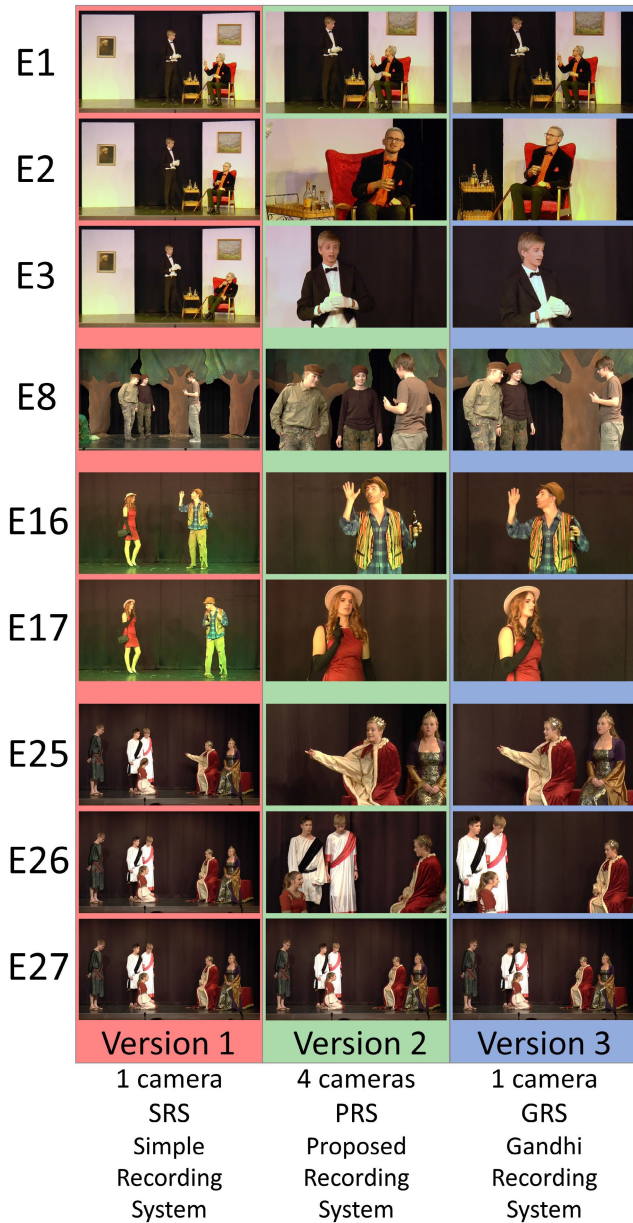 E1
E2
E3
E8
E16
E17
E25
E26
E27
Version 1 Version 2 Version 3
1 camera 4 cameras 1 camera
SRS PRS GRS
Simple Proposed Gandhi
Recording Recording Recording
System System System